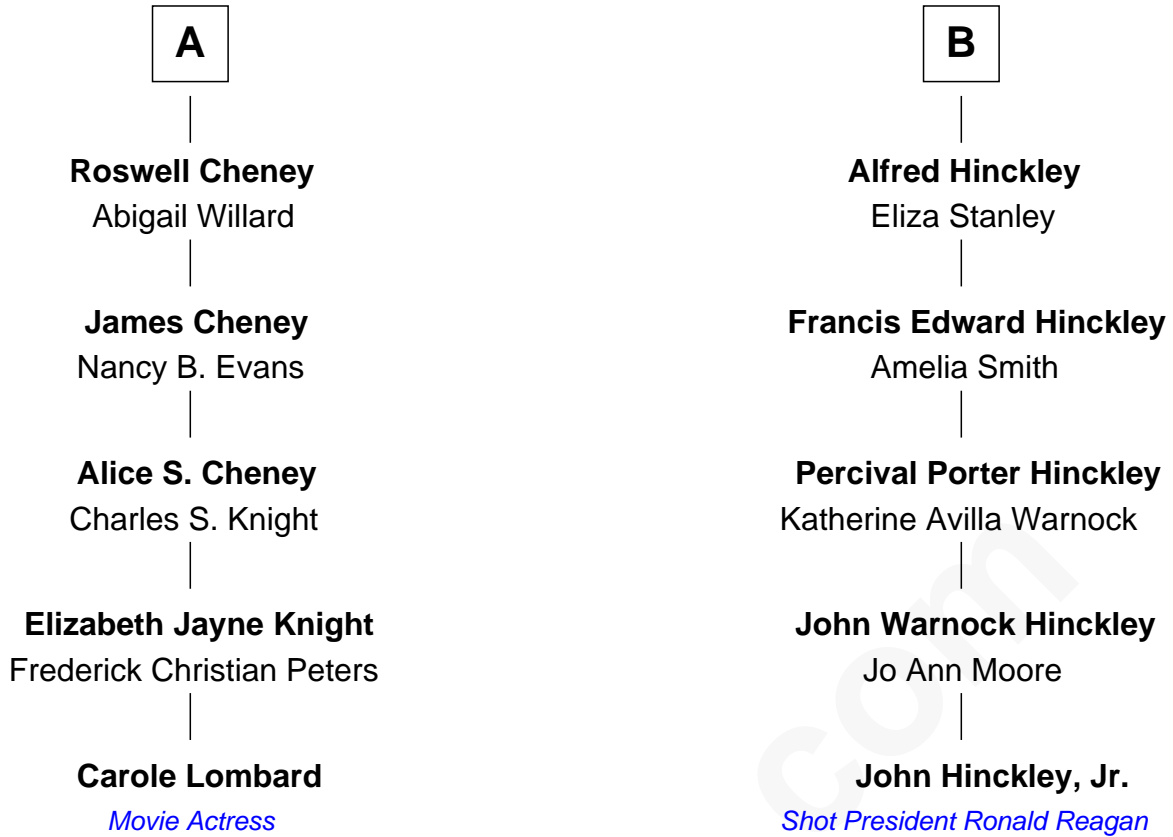 A
Roswell Cheney
Abigail Willard
James Cheney
Nancy B. Evans
Alice S. Cheney
Charles S. Knight
Elizabeth Jayne Knight
Frederick Christian Peters
Carole Lombard
Movie Actress
B
Alfred Hinckley
Eliza Stanley
Francis Edward Hinckley
Amelia Smith
Percival Porter Hinckley
Katherine Avilla Warnock
John Warnock Hinckley
Jo Ann Moore
John Hinckley, Jr.
Shot President Ronald Reagan
com